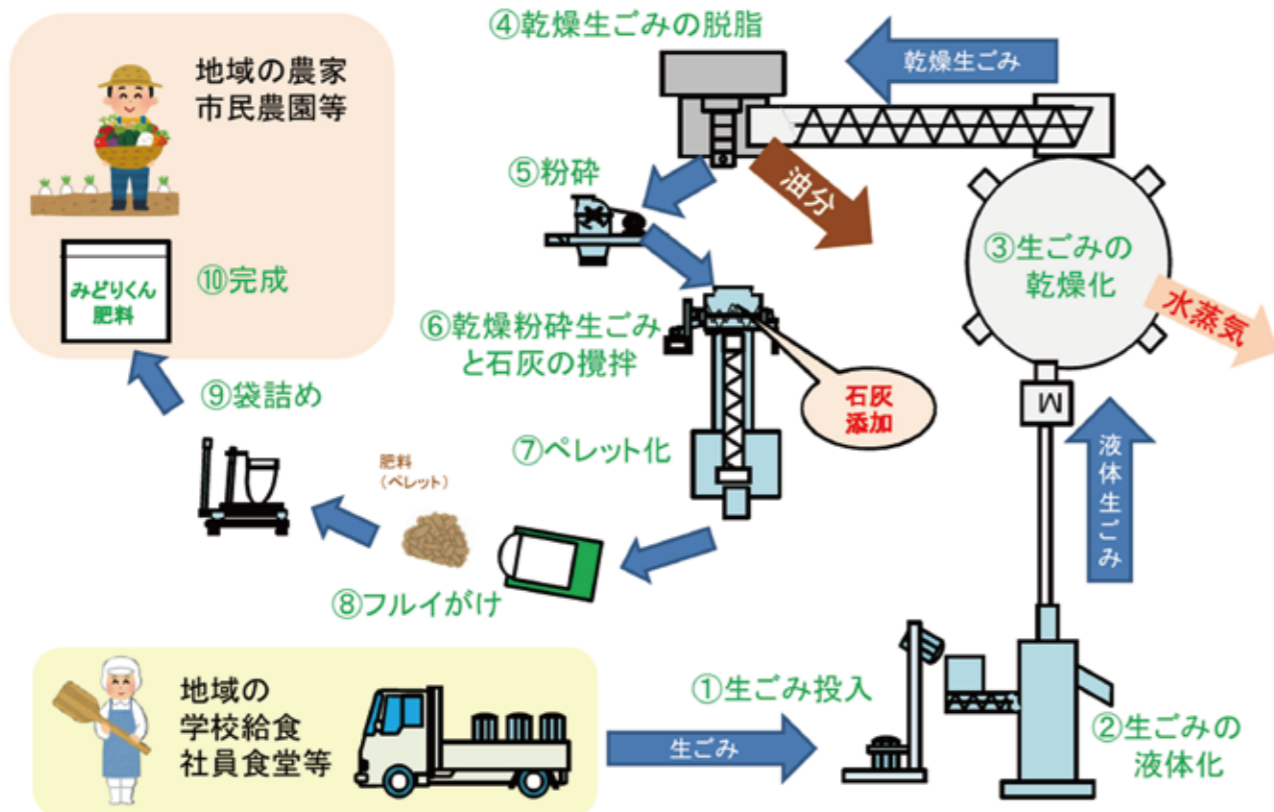 ④乾燥生ごみの脱脂
乾燥生ごみ
地域の農家
市民農園等
⑤粉砕
油分
③生ごみの
乾燥化
水蒸気
みどりくん
肥料
⑩完成
⑥乾燥粉砕生ごみ
と石灰の攪拌
石灰
添加
M
⑨袋詰め
⑦ペレット化
肥料
(ペレット)
液体生ごみ
⑧フルイがけ
地域の
学校給食
社員食堂等
生ごみ
①生ごみ投入
②生ごみの
液体化